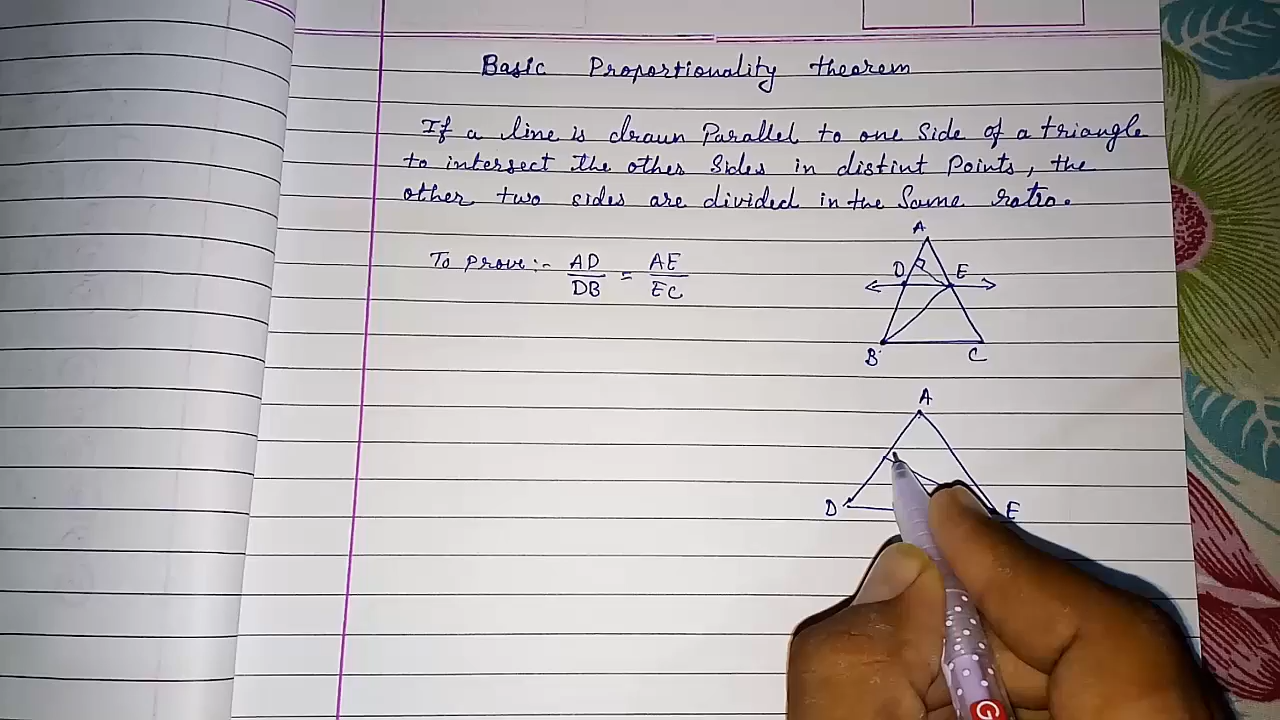 Basic Proportionality theorem
If a line is drawn Parallel to one Side of a triangle
to intersect the other Sides in distint Points, the
other two sides are divided in the Same ratio.
To Prove:- AD/DB = AE/EC
A
D E
B C
A
D E
G